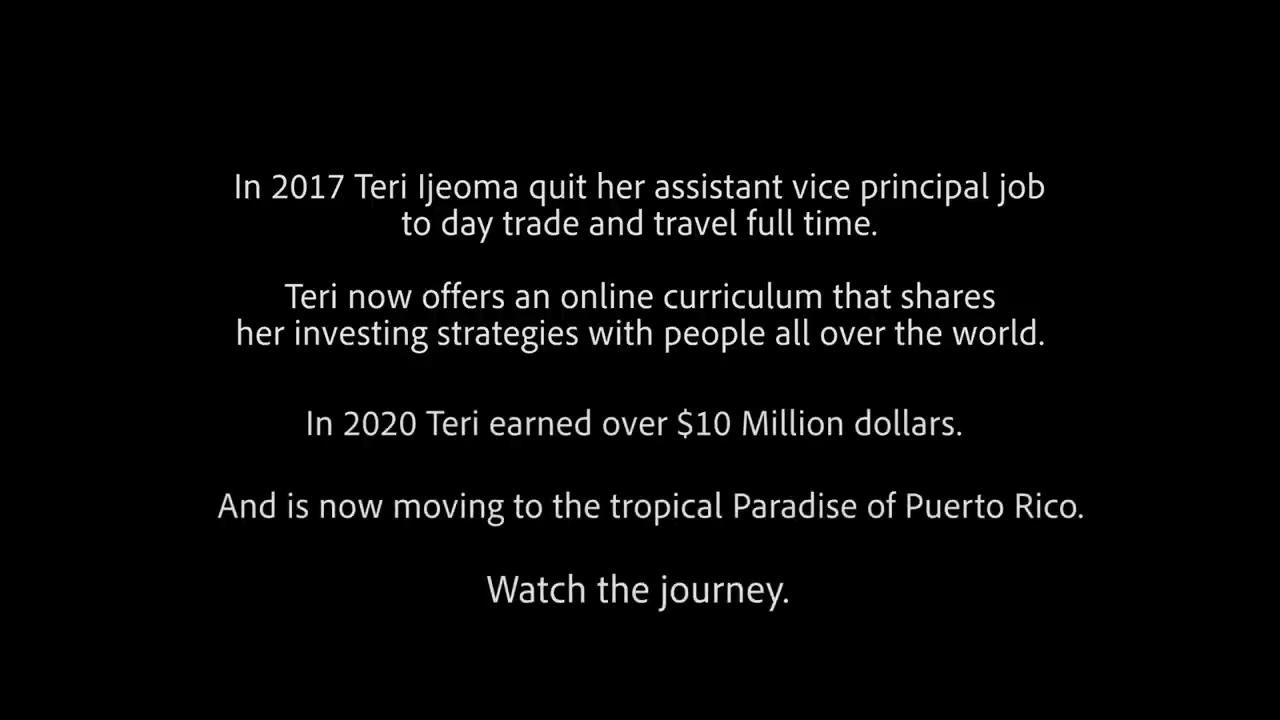 In 2017 Teri Ijeoma quit her assistant vice principal job
to day trade and travel full time.
Teri now offers an online curriculum that shares
her investing strategies with people all over the world.
In 2020 Teri earned over $10 Million dollars.
And is now moving to the tropical Paradise of Puerto Rico.
Watch the journey.